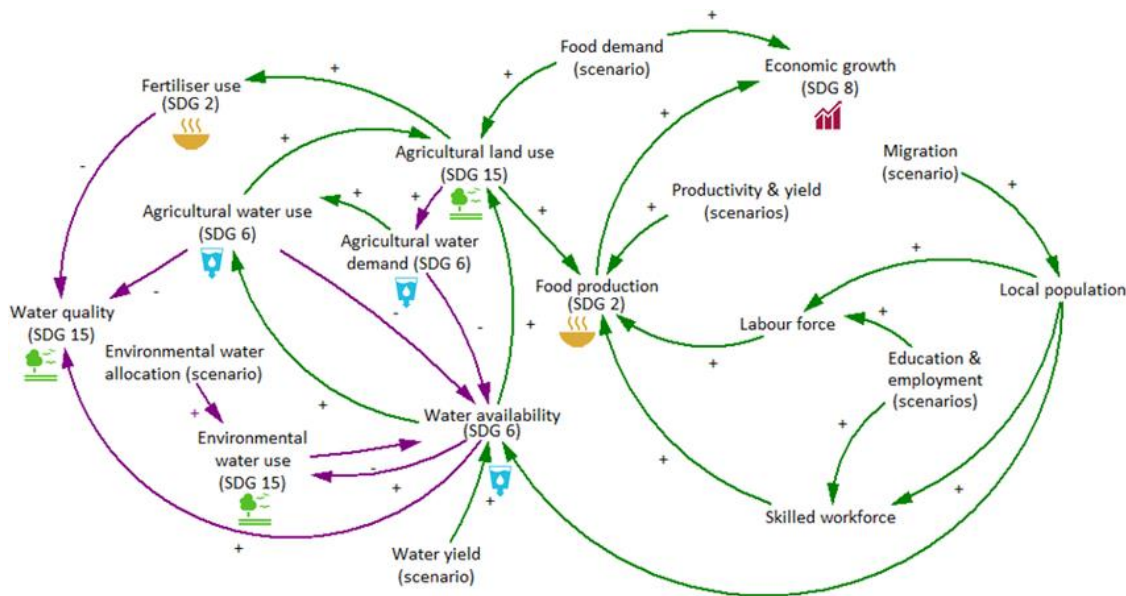 Food demand
(scenario)
+
+
+
Economic growth
(SDG 8)
Fertiliser use
(SDG 2)
+
+
-
Agricultural land use
(SDG 15)
Migration
(scenario)
+
Productivity & yield
(scenarios)
+
+
+
+
+
Agricultural water use
(SDG 6)
Agricultural water
demand (SDG 6)
+
Food production
(SDG 2)
Local population
-
-
-
+
+
Water quality
(SDG 15)
Labour force
+
Environmental water
allocation (scenario)
Education &
employment
(scenarios)
+
+
+
Water availability
(SDG 6)
Environmental
water use
(SDG 15)
-
+
+
+
+
Skilled workforce
+
Water yield
(scenario)